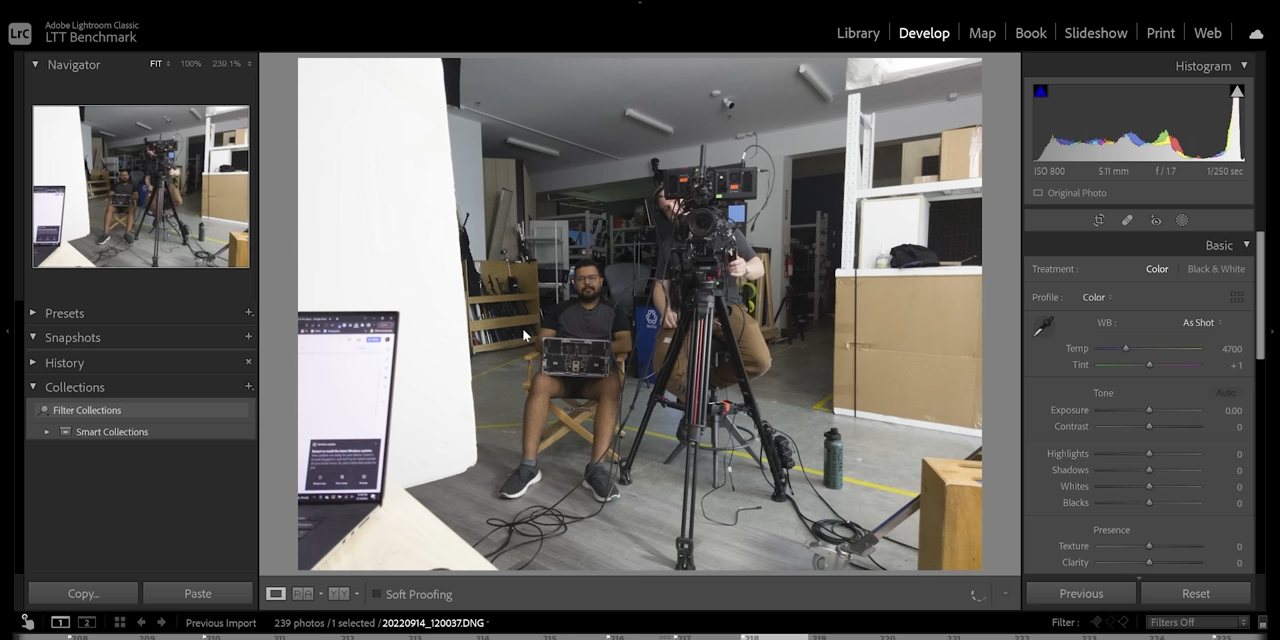 LrC
Adobe Lightroom Classic
LTT Benchmark
Library
Develop
Map
Book
Slideshow
Print
Web
Navigator
FIT
100%
239.1%
Presets
Snapshots
History
Collections
Filter Collections
Smart Collections
Copy...
Paste
Soft Proofing
Histogram
ISO 800
5.11 mm
f / 1.7
1/250 sec
Original Photo
Basic
Treatment :
Color
Black & White
Profile :
Color
WB :
As Shot
Temp
4700
Tint
+ 1
Tone
Auto
Exposure
0.00
Contrast
0
Highlights
0
Shadows
0
Whites
0
Blacks
0
Presence
Texture
0
Clarity
0
Previous
Reset
1
2
Previous Import
239 photos / 1 selected / 20220914_120037.DNG
Filter :
Filters Off